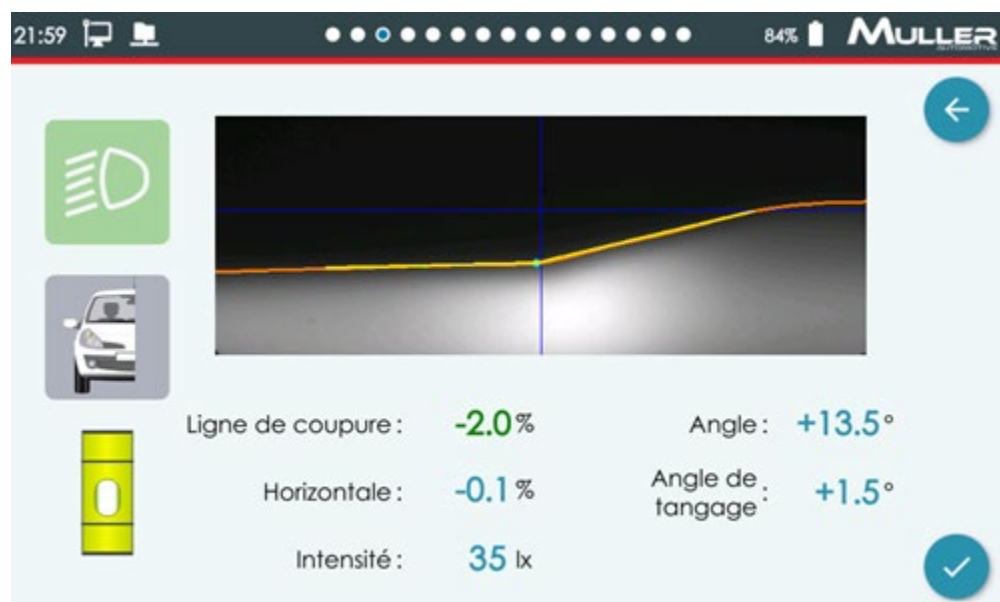 21:59
84%
MULLER
AUTOMOTIVE
Ligne de coupure : -2.0 %
Angle : +13.5 °
Horizontale : -0.1 %
Angle de tangage : +1.5 °
Intensité : 35 lx